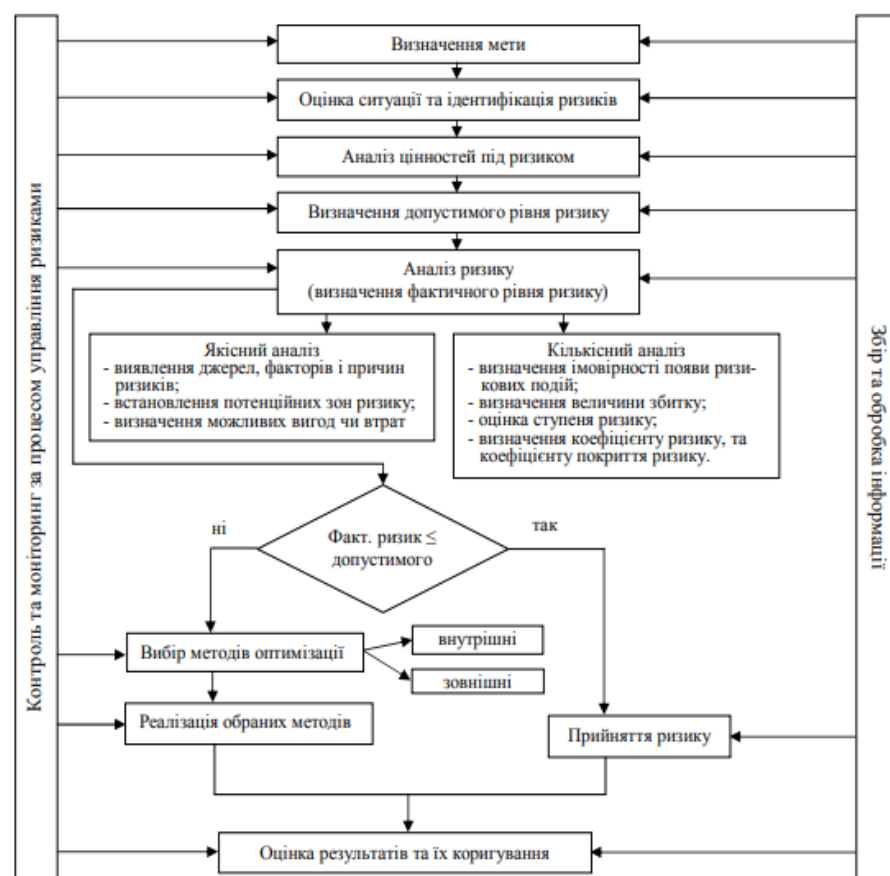 Контроль та моніторинг за процесом управління ризиками
Визначення мети
Оцінка ситуації та ідентифікація ризиків
Аналіз цінностей під ризиком
Визначення допустимого рівня ризику
Аналіз ризику
(визначення фактичного рівня ризику)
Якісний аналіз
- виявлення джерел, факторів і причин
ризиків;
- встановлення потенційних зон ризику;
- визначення можливих вигод чи втрат
Кількісний аналіз
- визначення імовірності появи ризи-
кових подій;
- визначення величини збитку;
- оцінка ступеня ризику;
- визначення коефіцієнту ризику, та
коефіцієнту покриття ризику.
ні
Факт. ризик ≤
допустимого
так
Вибір методів оптимізації
внутрішні
зовнішні
Реалізація обраних методів
Прийняття ризику
Оцінка результатів та їх коригування
Збір та обробка інформації